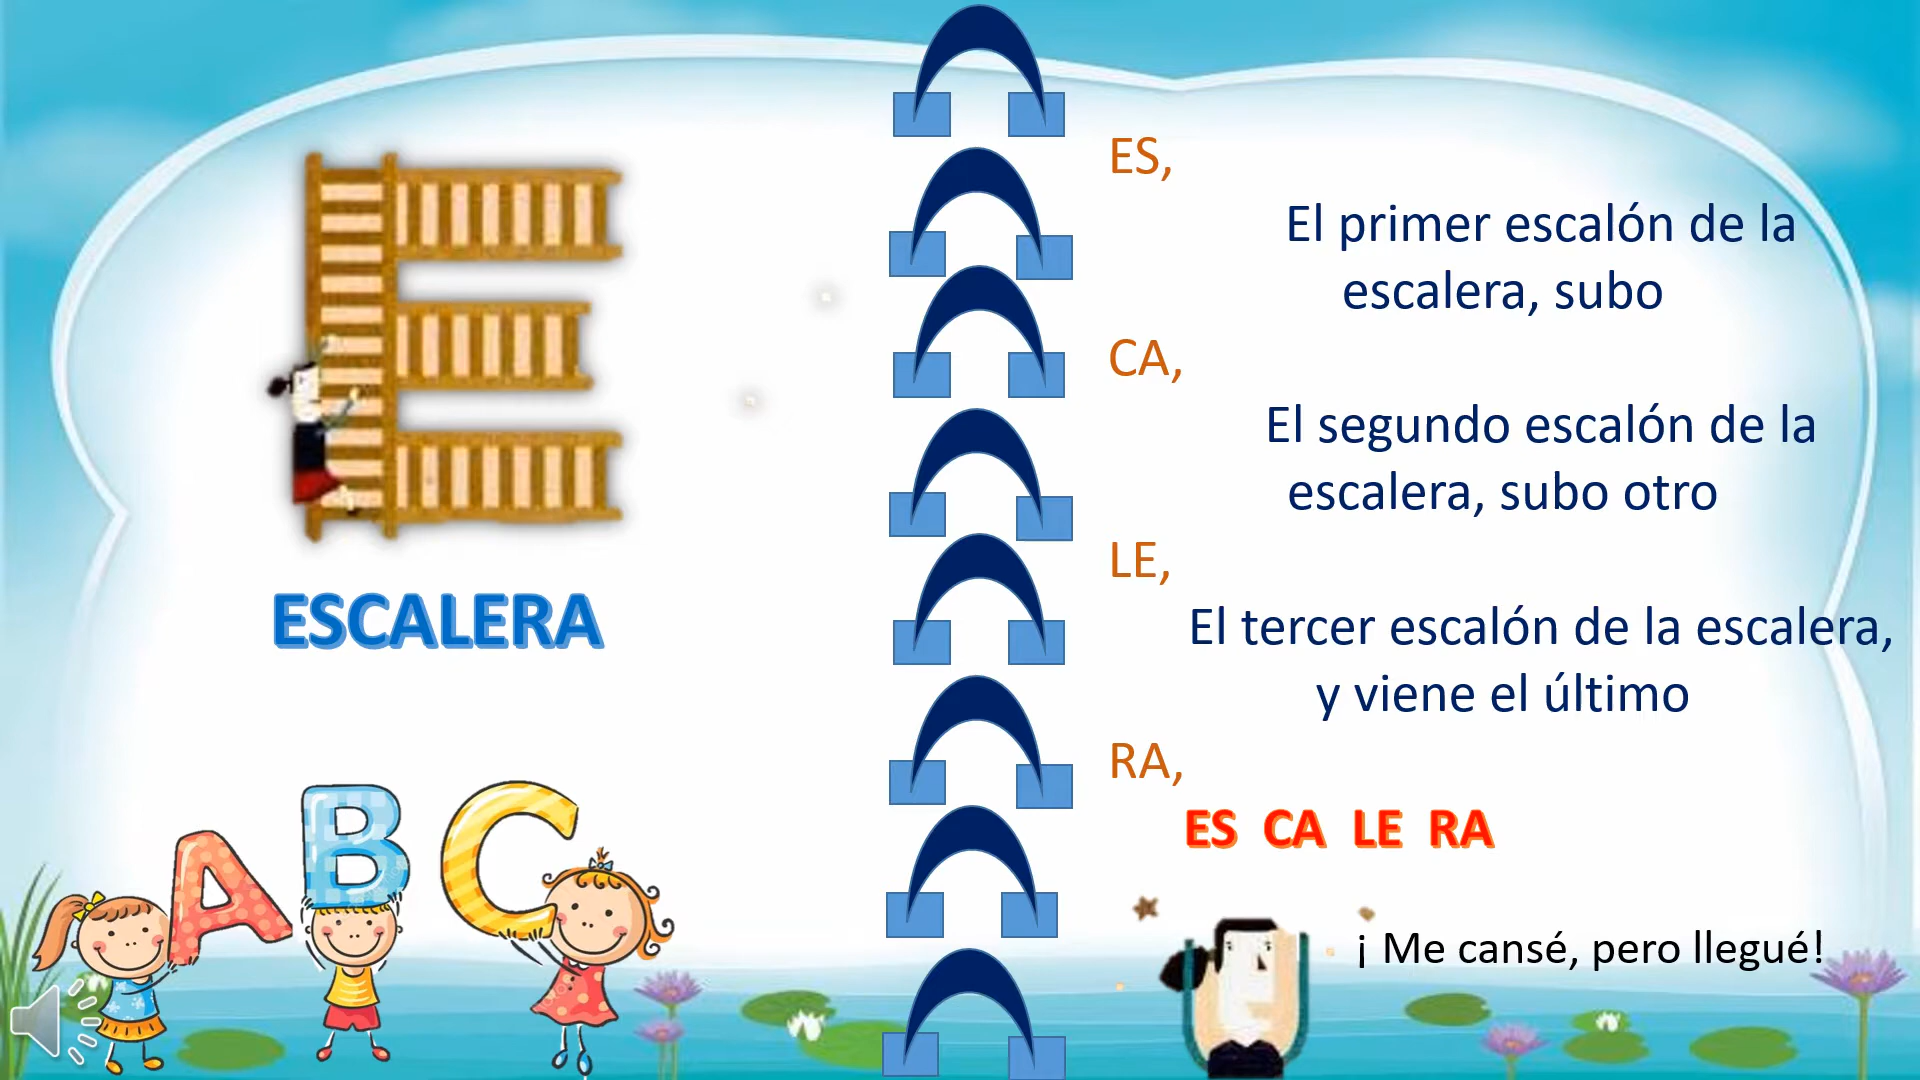 ESCALERA
A B C
ES,
El primer escalón de la
escalera, subo
CA,
El segundo escalón de la
escalera, subo otro
LE,
El tercer escalón de la escalera,
y viene el último
RA,
ES CA LE RA
¡ Me cansé, pero llegué!